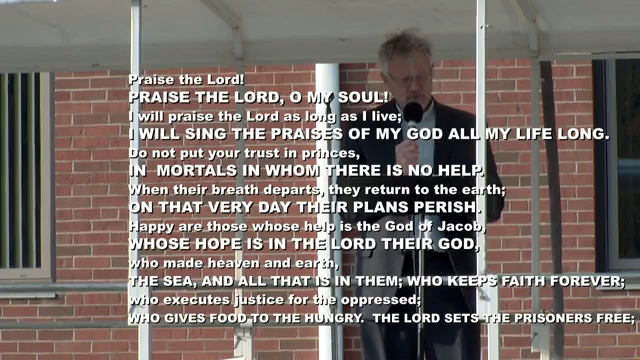 Praise the Lord!
PRAISE THE LORD, O MY SOUL!
I will praise the Lord as long as I live;
I WILL SING THE PRAISES OF MY GOD ALL MY LIFE LONG.
Do not put your trust in princes,
IN MORTALS IN WHOM THERE IS NO HELP.
When their breath departs, they return to the earth;
ON THAT VERY DAY THEIR PLANS PERISH.
Happy are those whose help is the God of Jacob,
WHOSE HOPE IS IN THE LORD THEIR GOD,
who made heaven and earth,
THE SEA, AND ALL THAT IS IN THEM; WHO KEEPS FAITH FOREVER;
who executes justice for the oppressed;
WHO GIVES FOOD TO THE HUNGRY. THE LORD SETS THE PRISONERS FREE;